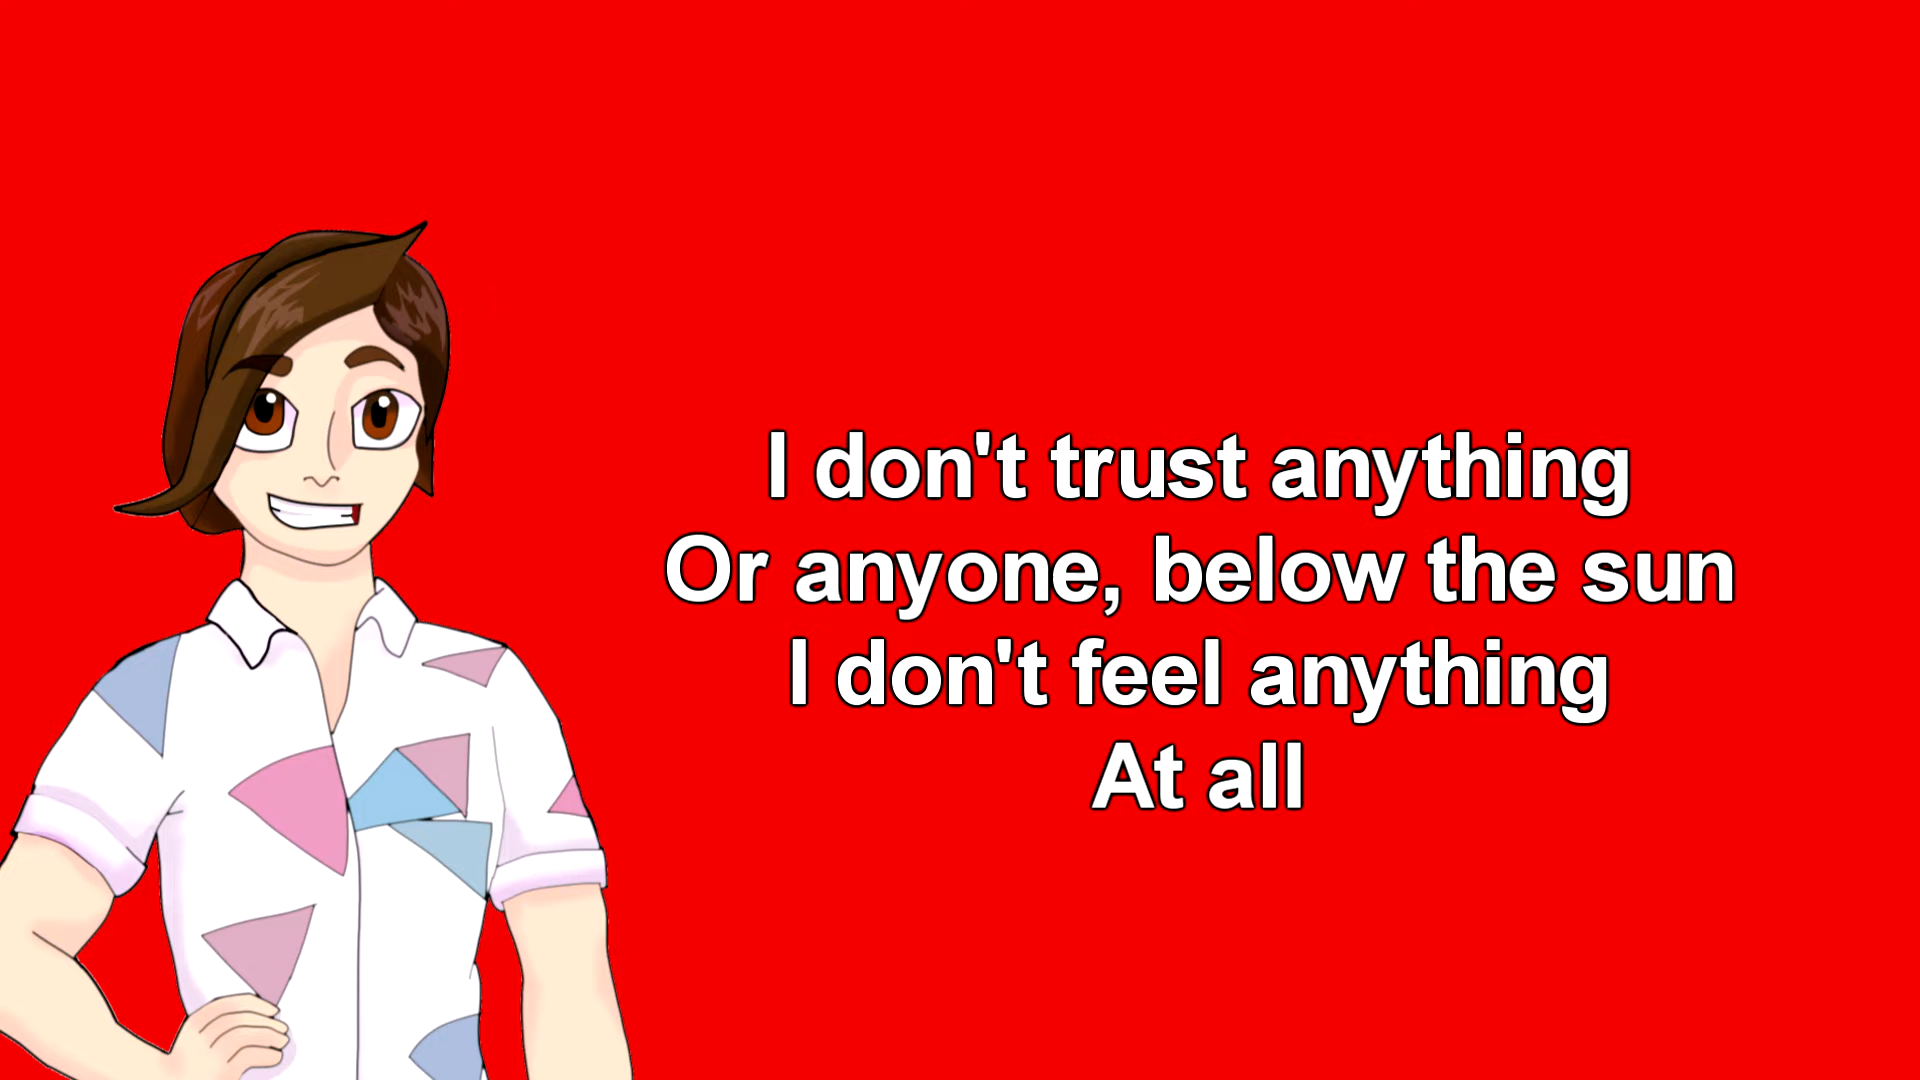 I don't trust anything
Or anyone, below the sun
I don't feel anything
At all